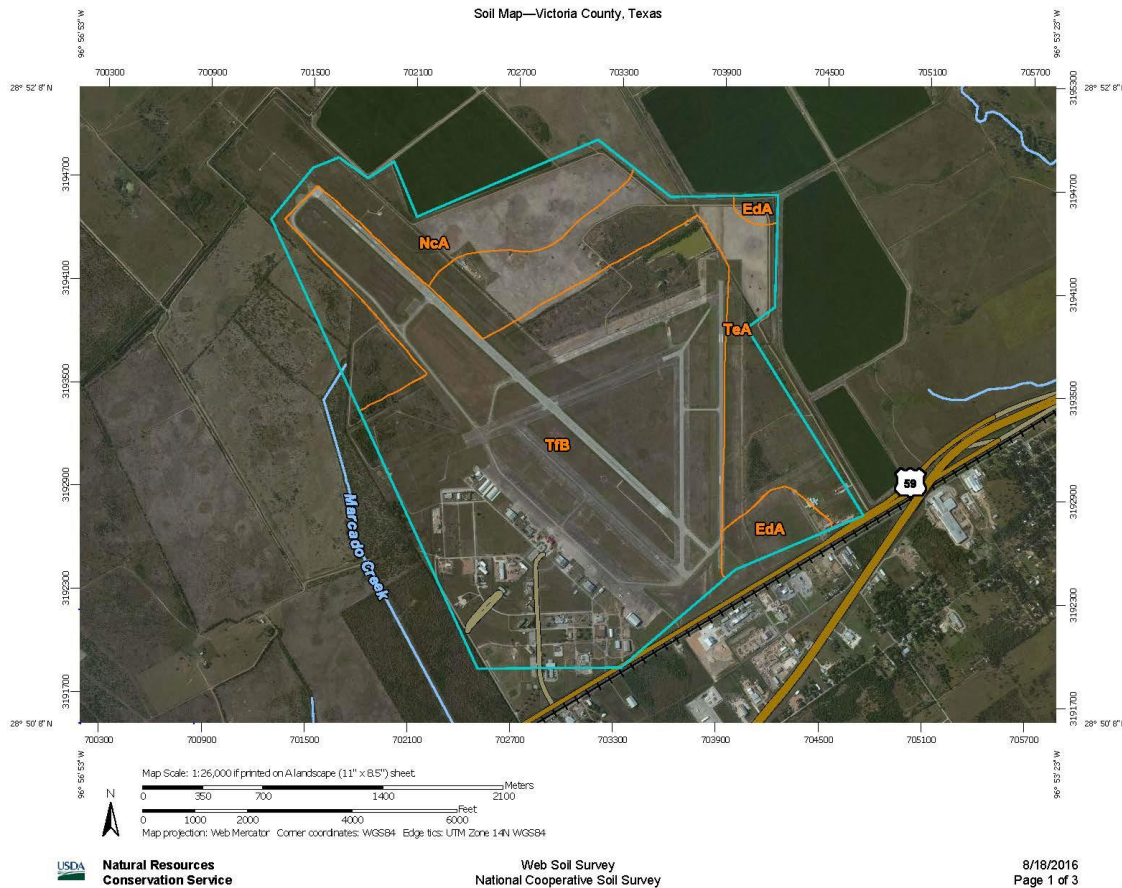 Soil Map—Victoria County, Texas
96° 56' 53'' W
96° 53' 23'' W
700300 700900 701500 702100 702700 703300 703900 704500 705100 705700
28° 52' 8'' N
28° 52' 8'' N
3195300
3194700
3194700
3194100
3194100
3193500
3193500
3192900
3192900
3192300
3192300
3191700
3191700
EdA
NcA
TeA
TfB
59
EdA
Marcado Creek
28° 50' 8'' N
28° 50' 8'' N
700300 700900 701500 702100 702700 703300 703900 704500 705100 705700
96° 56' 53'' W
96° 53' 23'' W
Map Scale: 1:26,000 if printed on A landscape (11" x 8.5") sheet.
Meters
0 350 700 1400 2100
Feet
0 1000 2000 4000 6000
N
Map projection: Web Mercator Corner coordinates: WGS84 Edge tics: UTM Zone 14N WGS84
USDA
Natural Resources
Conservation Service
Web Soil Survey
National Cooperative Soil Survey
8/18/2016
Page 1 of 3